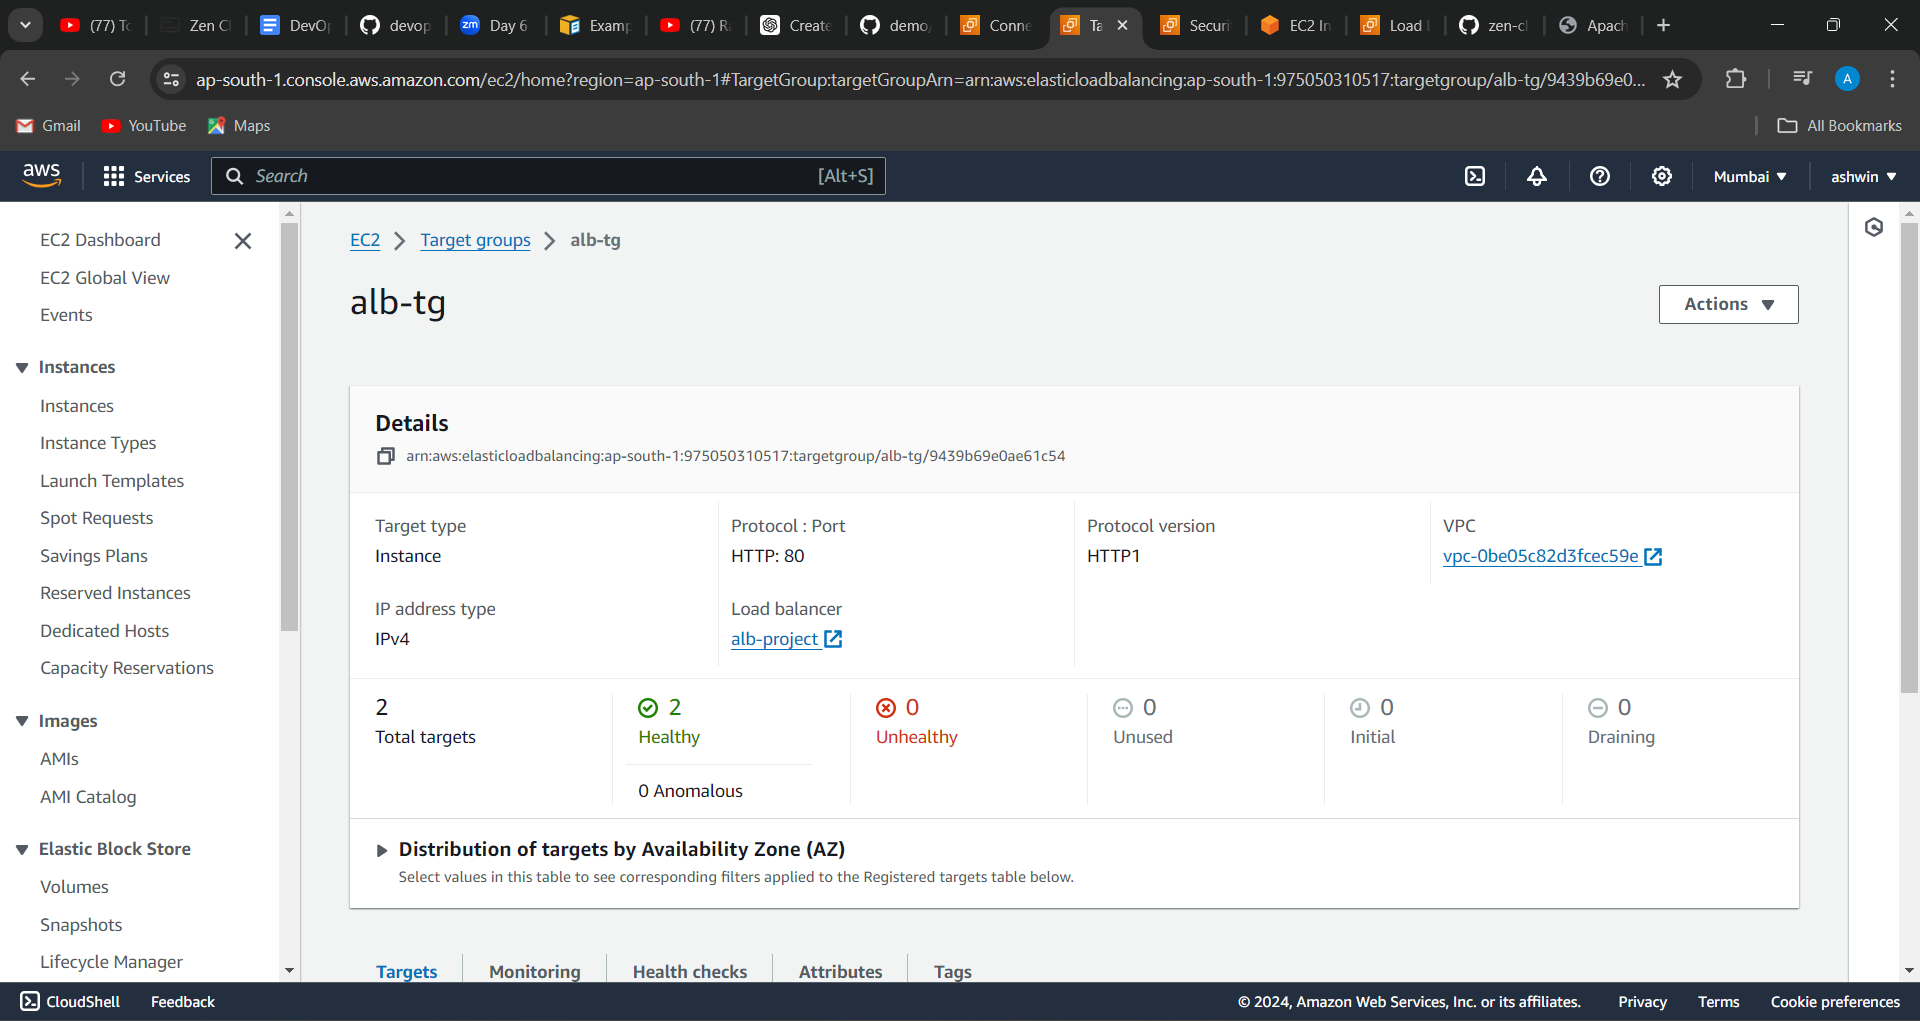 (77) To
Zen Cl
DevOp
devop
zm
Day 6
Examp
(77) Ra
Create
demo/
Conne
Ta
Securi
EC2 In
Load b
zen-cl
Apach
ap-south-1.console.aws.amazon.com/ec2/home?region=ap-south-1#TargetGroup:targetGroupArn=arn:aws:elasticloadbalancing:ap-south-1:975050310517:targetgroup/alb-tg/9439b69e0...
A
Gmail
YouTube
Maps
All Bookmarks
aws
Services
Search
[Alt+S]
Mumbai
ashwin
EC2 Dashboard
EC2 Global View
Events
Instances
Instances
Instance Types
Launch Templates
Spot Requests
Savings Plans
Reserved Instances
Dedicated Hosts
Capacity Reservations
Images
AMIs
AMI Catalog
Elastic Block Store
Volumes
Snapshots
Lifecycle Manager
EC2 > Target groups > alb-tg
alb-tg
Actions
Details
arn:aws:elasticloadbalancing:ap-south-1:975050310517:targetgroup/alb-tg/9439b69e0ae61c54
Target type
Instance
Protocol : Port
HTTP: 80
Protocol version
HTTP1
VPC
vpc-0be05c82d3fcec59e
IP address type
IPv4
Load balancer
alb-project
2
Total targets
2
Healthy
0 Anomalous
0
Unhealthy
0
Unused
0
Initial
0
Draining
Distribution of targets by Availability Zone (AZ)
Select values in this table to see corresponding filters applied to the Registered targets table below.
Targets
Monitoring
Health checks
Attributes
Tags
CloudShell
Feedback
© 2024, Amazon Web Services, Inc. or its affiliates.
Privacy
Terms
Cookie preferences